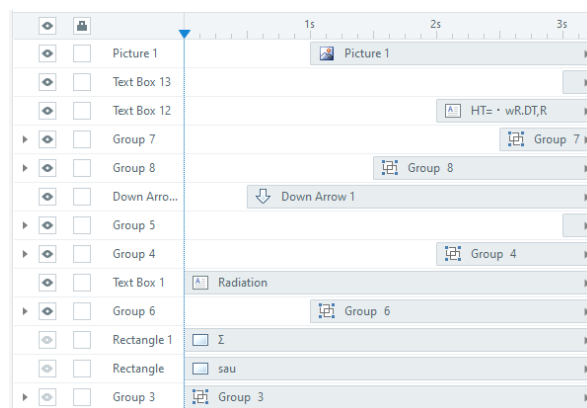 1s 2s 3s
Picture 1 Picture 1
Text Box 13
Text Box 12 HT= · wR.DT,R
Group 7 Group 7
Group 8 Group 8
Down Arro... Down Arrow 1
Group 5
Group 4 Group 4
Text Box 1 Radiation
Group 6 Group 6
Rectangle 1 Σ
Rectangle sau
Group 3 Group 3